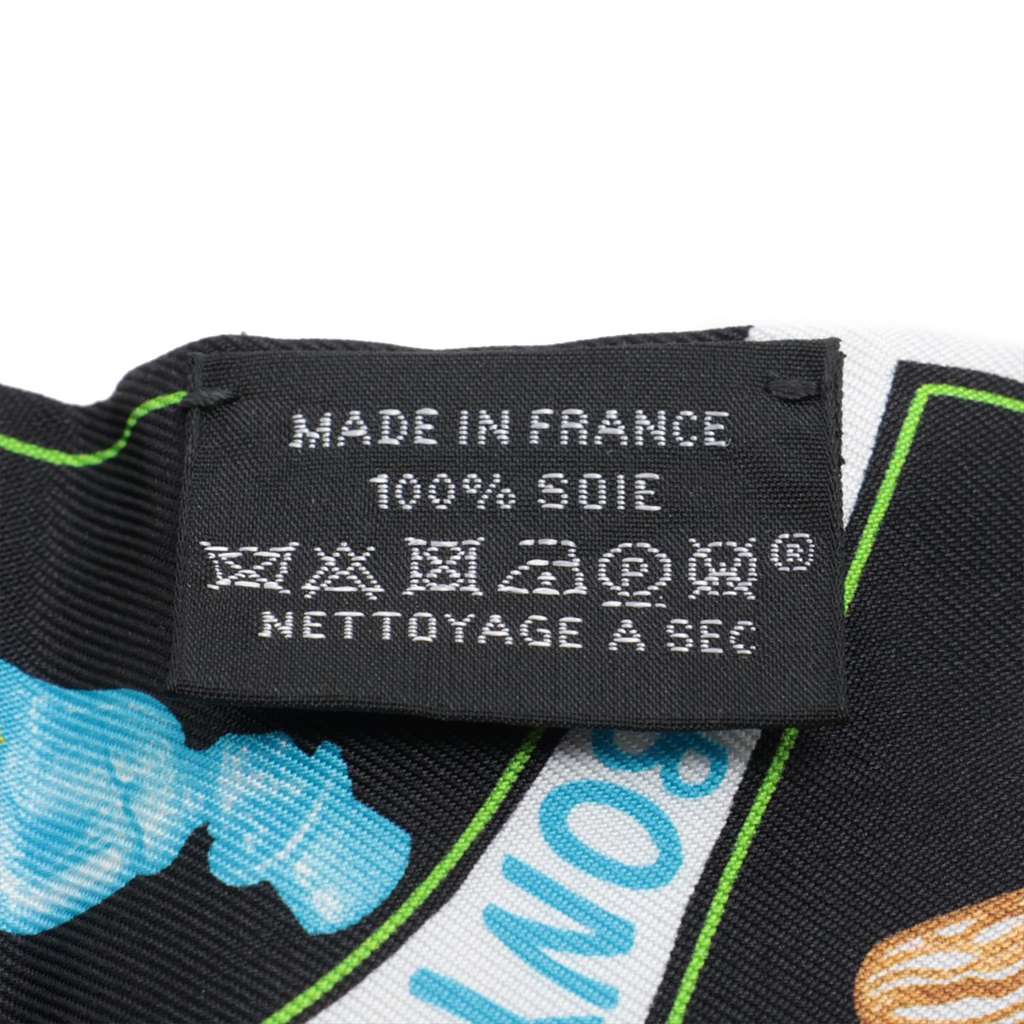 MADE IN FRANCE
100% SOIE
P ®
NETTOYAGE A SEC